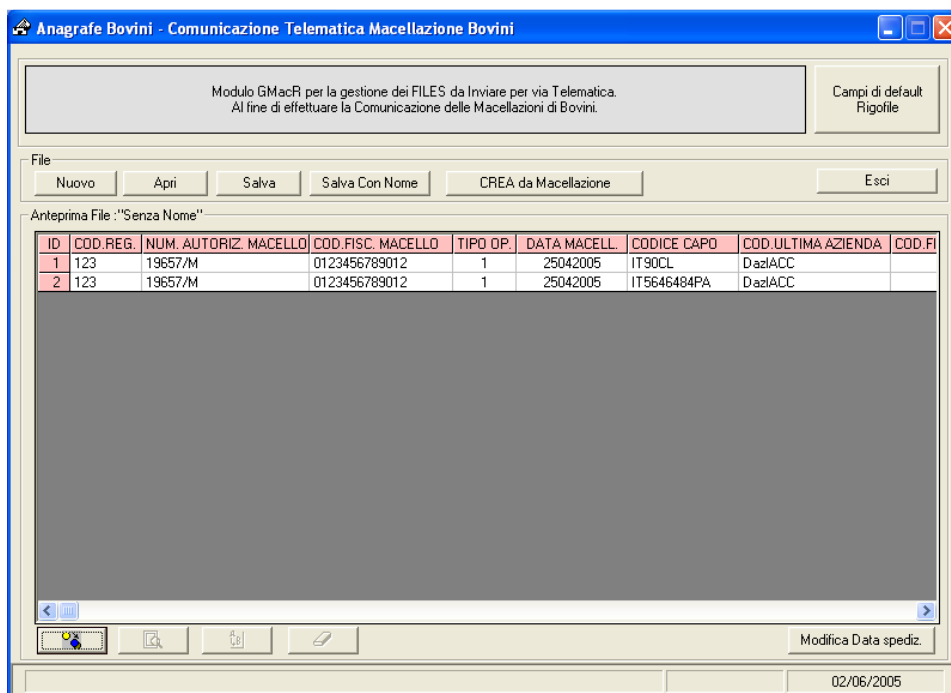 Anagrafe Bovini - Comunicazione Telematica Macellazione Bovini
Modulo GMacR per la gestione dei FILES da Inviare per via Telematica.
Al fine di effettuare la Comunicazione delle Macellazioni di Bovini.
Campi di default
Rigofile
File
Nuovo Apri Salva Salva Con Nome CREA da Macellazione Esci
Anteprima File :"Senza Nome"
ID COD.REG. NUM. AUTORIZ. MACELLO COD.FISC. MACELLO TIPO OP. DATA MACELL. CODICE CAPO COD.ULTIMA AZIENDA COD.FI
1 123 19657/M 0123456789012 1 25042005 IT90CL DazIACC
2 123 19657/M 0123456789012 1 25042005 IT5646484PA DazIACC
Modifica Data spediz.
02/06/2005